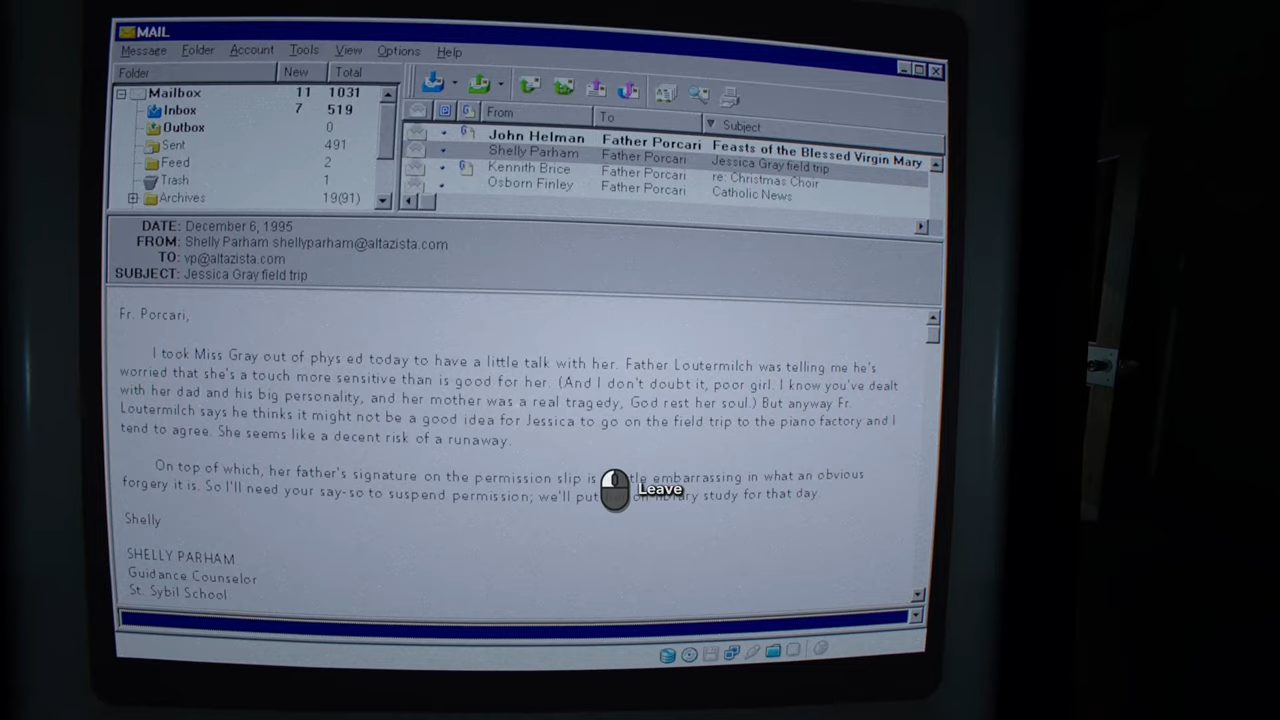 MAIL
Message Folder Account Tools View Options Help
Folder New Total
Mailbox 11 1031
Inbox 7 519
Outbox 0
Sent 491
Feed 2
Trash 1
Archives 19(91)
From To Subject
John Helman Father Porcari Feasts of the Blessed Virgin Mary
Shelly Parham Father Porcari Jessica Gray field trip
Kennith Brice Father Porcari re: Christmas Choir
Osborn Finley Father Porcari Catholic News
DATE: December 6, 1995
FROM: Shelly Parham shellyparham@altazista.com
TO: vp@altazista.com
SUBJECT: Jessica Gray field trip
Fr. Porcari,
I took Miss Gray out of phys ed today to have a little talk with her. Father Loutermilch was telling me he's
worried that she's a touch more sensitive than is good for her. (And I don't doubt it, poor girl. I know you've dealt
with her dad and his big personality, and her mother was a real tragedy, God rest her soul.) But anyway Fr.
Loutermilch says he thinks it might not be a good idea for Jessica to go on the field trip to the piano factory and I
tend to agree. She seems like a decent risk of a runaway.
On top of which, her father's signature on the permission slip is embarrassing in what an obvious
forgery it is. So I'll need your say-so to suspend permission; we'll put library study for that day.
Leave
Shelly
SHELLY PARHAM
Guidance Counselor
St. Sybil School